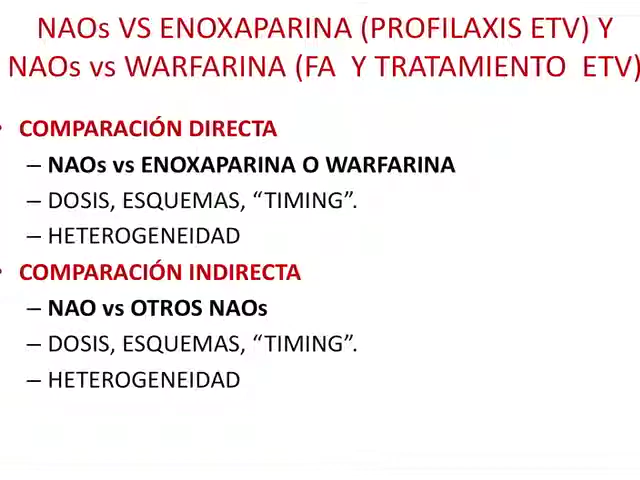 NAOs VS ENOXAPARINA (PROFILAXIS ETV) Y
NAOs vs WARFARINA (FA Y TRATAMIENTO ETV)
• COMPARACIÓN DIRECTA
– NAOs vs ENOXAPARINA O WARFARINA
– DOSIS, ESQUEMAS, “TIMING”.
– HETEROGENEIDAD
• COMPARACIÓN INDIRECTA
– NAO vs OTROS NAOs
– DOSIS, ESQUEMAS, “TIMING”.
– HETEROGENEIDAD